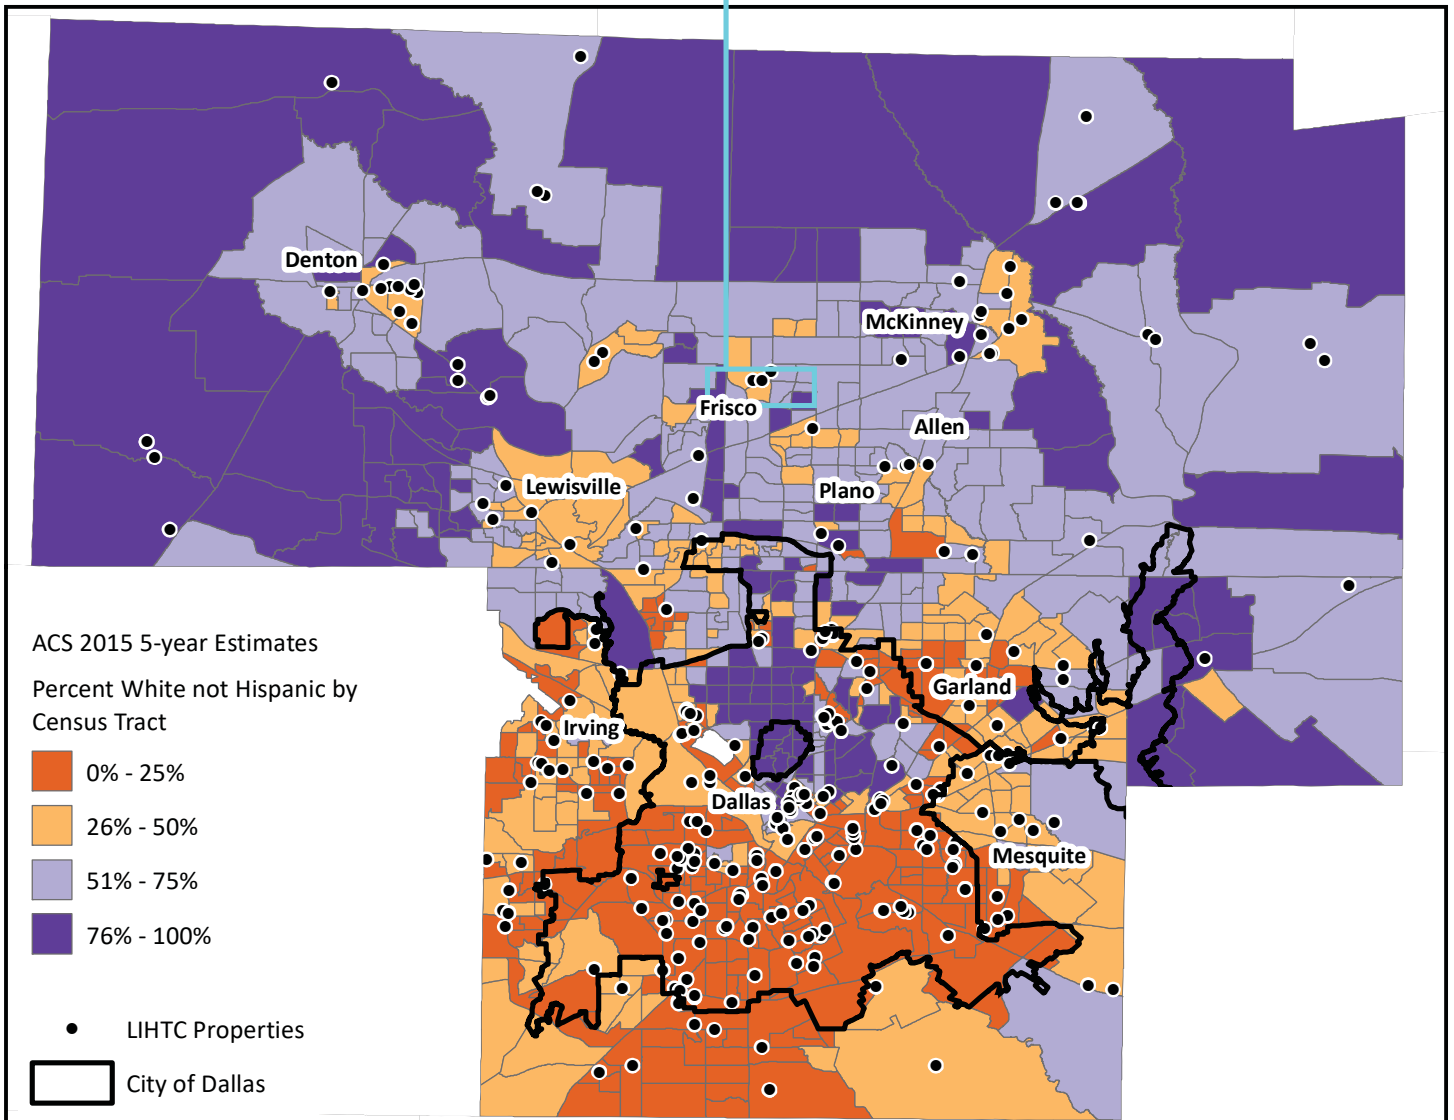 Denton
McKinney
Frisco
Allen
Lewisville
Plano
Garland
Irving
Dallas
Mesquite
ACS 2015 5-year Estimates
Percent White not Hispanic by
Census Tract
0% - 25%
26% - 50%
51% - 75%
76% - 100%
LIHTC Properties
City of Dallas